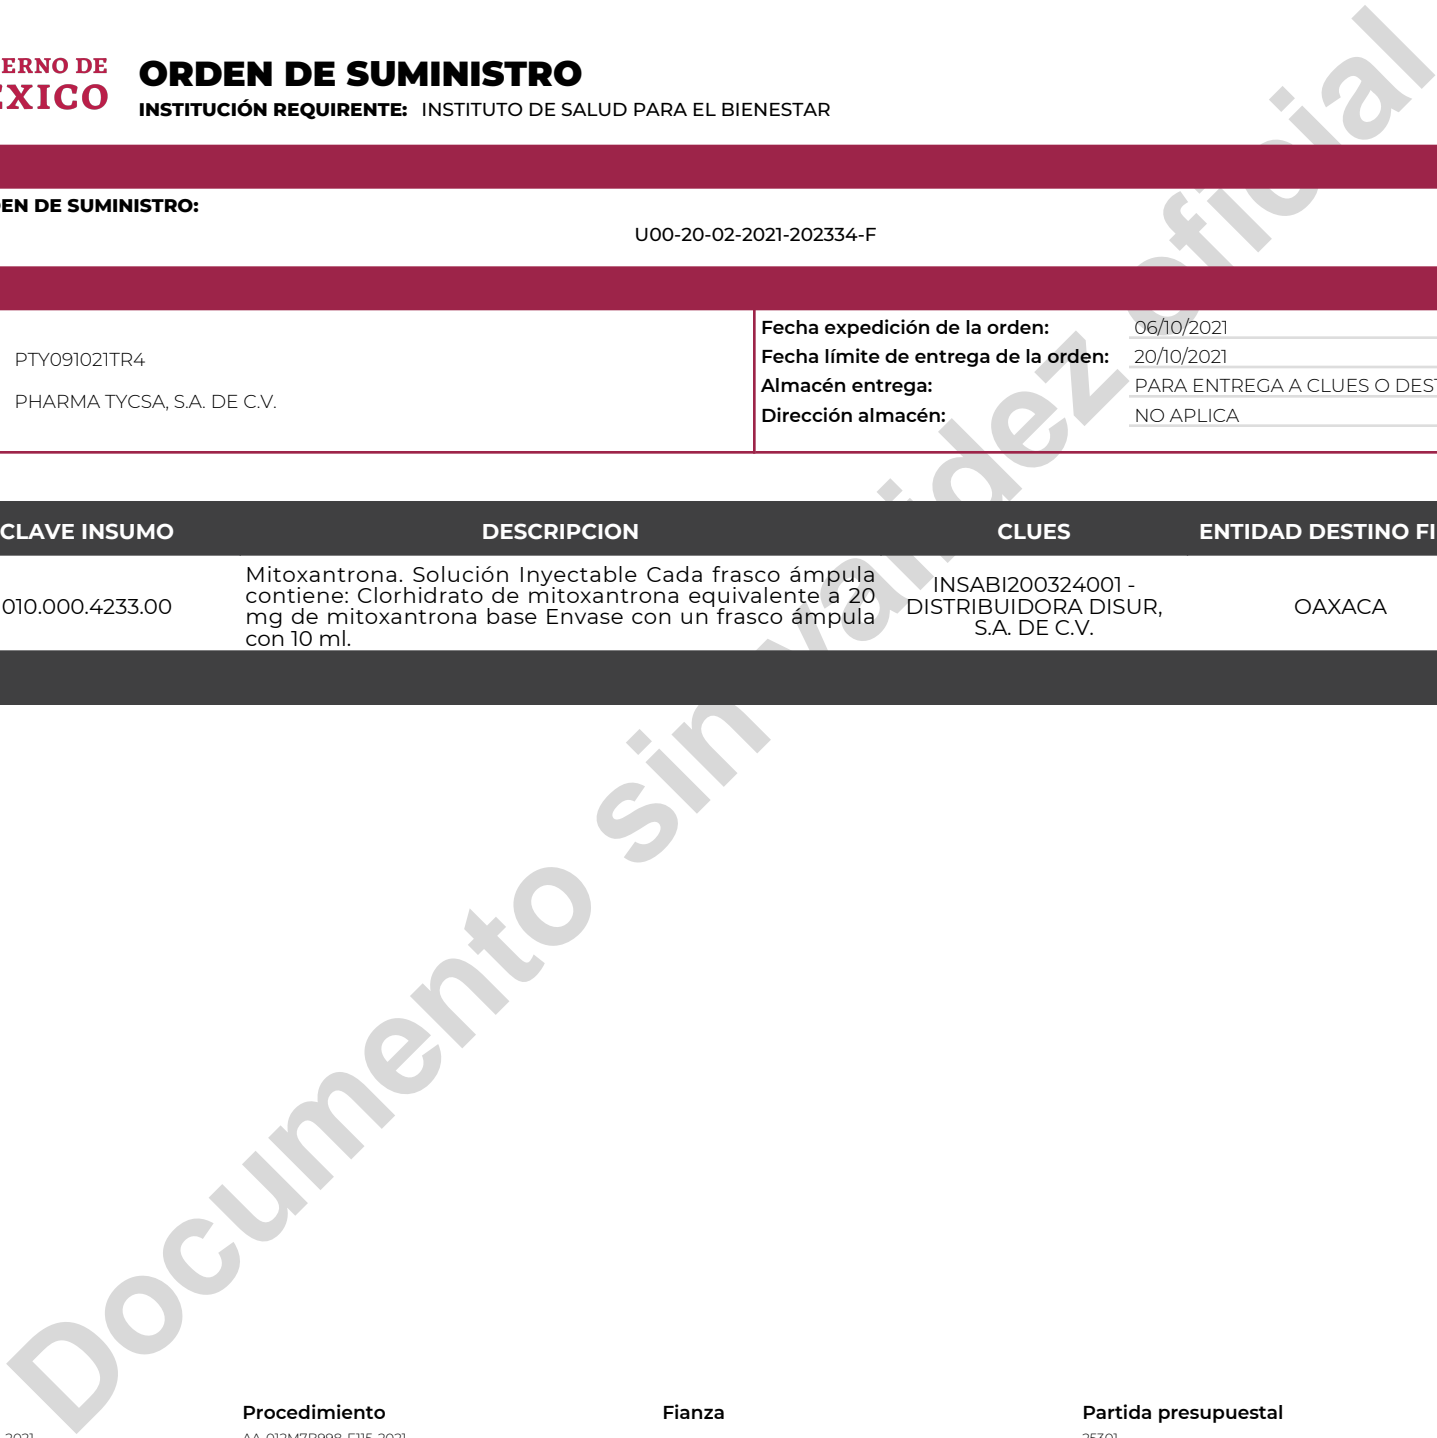 ERNO DE
ORDEN DE SUMINISTRO
INSTITUCIÓN REQUIRENTE: INSTITUTO DE SALUD PARA EL BIENESTAR
EN DE SUMINISTRO:
U00-20-02-2021-202334-F
PTY091021TR4
PHARMA TYCSA, S.A. DE C.V.
Fecha expedición de la orden: 06/10/2021
Fecha límite de entrega de la orden: 20/10/2021
Almacén entrega: PARA ENTREGA A CLUES O DEST
Dirección almacén: NO APLICA
CLAVE INSUMO DESCRIPCION CLUES ENTIDAD DESTINO FI
010.000.4233.00
Mitoxantrona. Solución Inyectable Cada frasco ámpula
contiene: Clorhidrato de mitoxantrona equivalente a 20
mg de mitoxantrona base Envase con un frasco ámpula
con 10 ml.
INSABI200324001 -
DISTRIBUIDORA DISUR,
S.A. DE C.V.
OAXACA
Documento sin validez oficial
Procedimiento Fianza Partida presupuestal